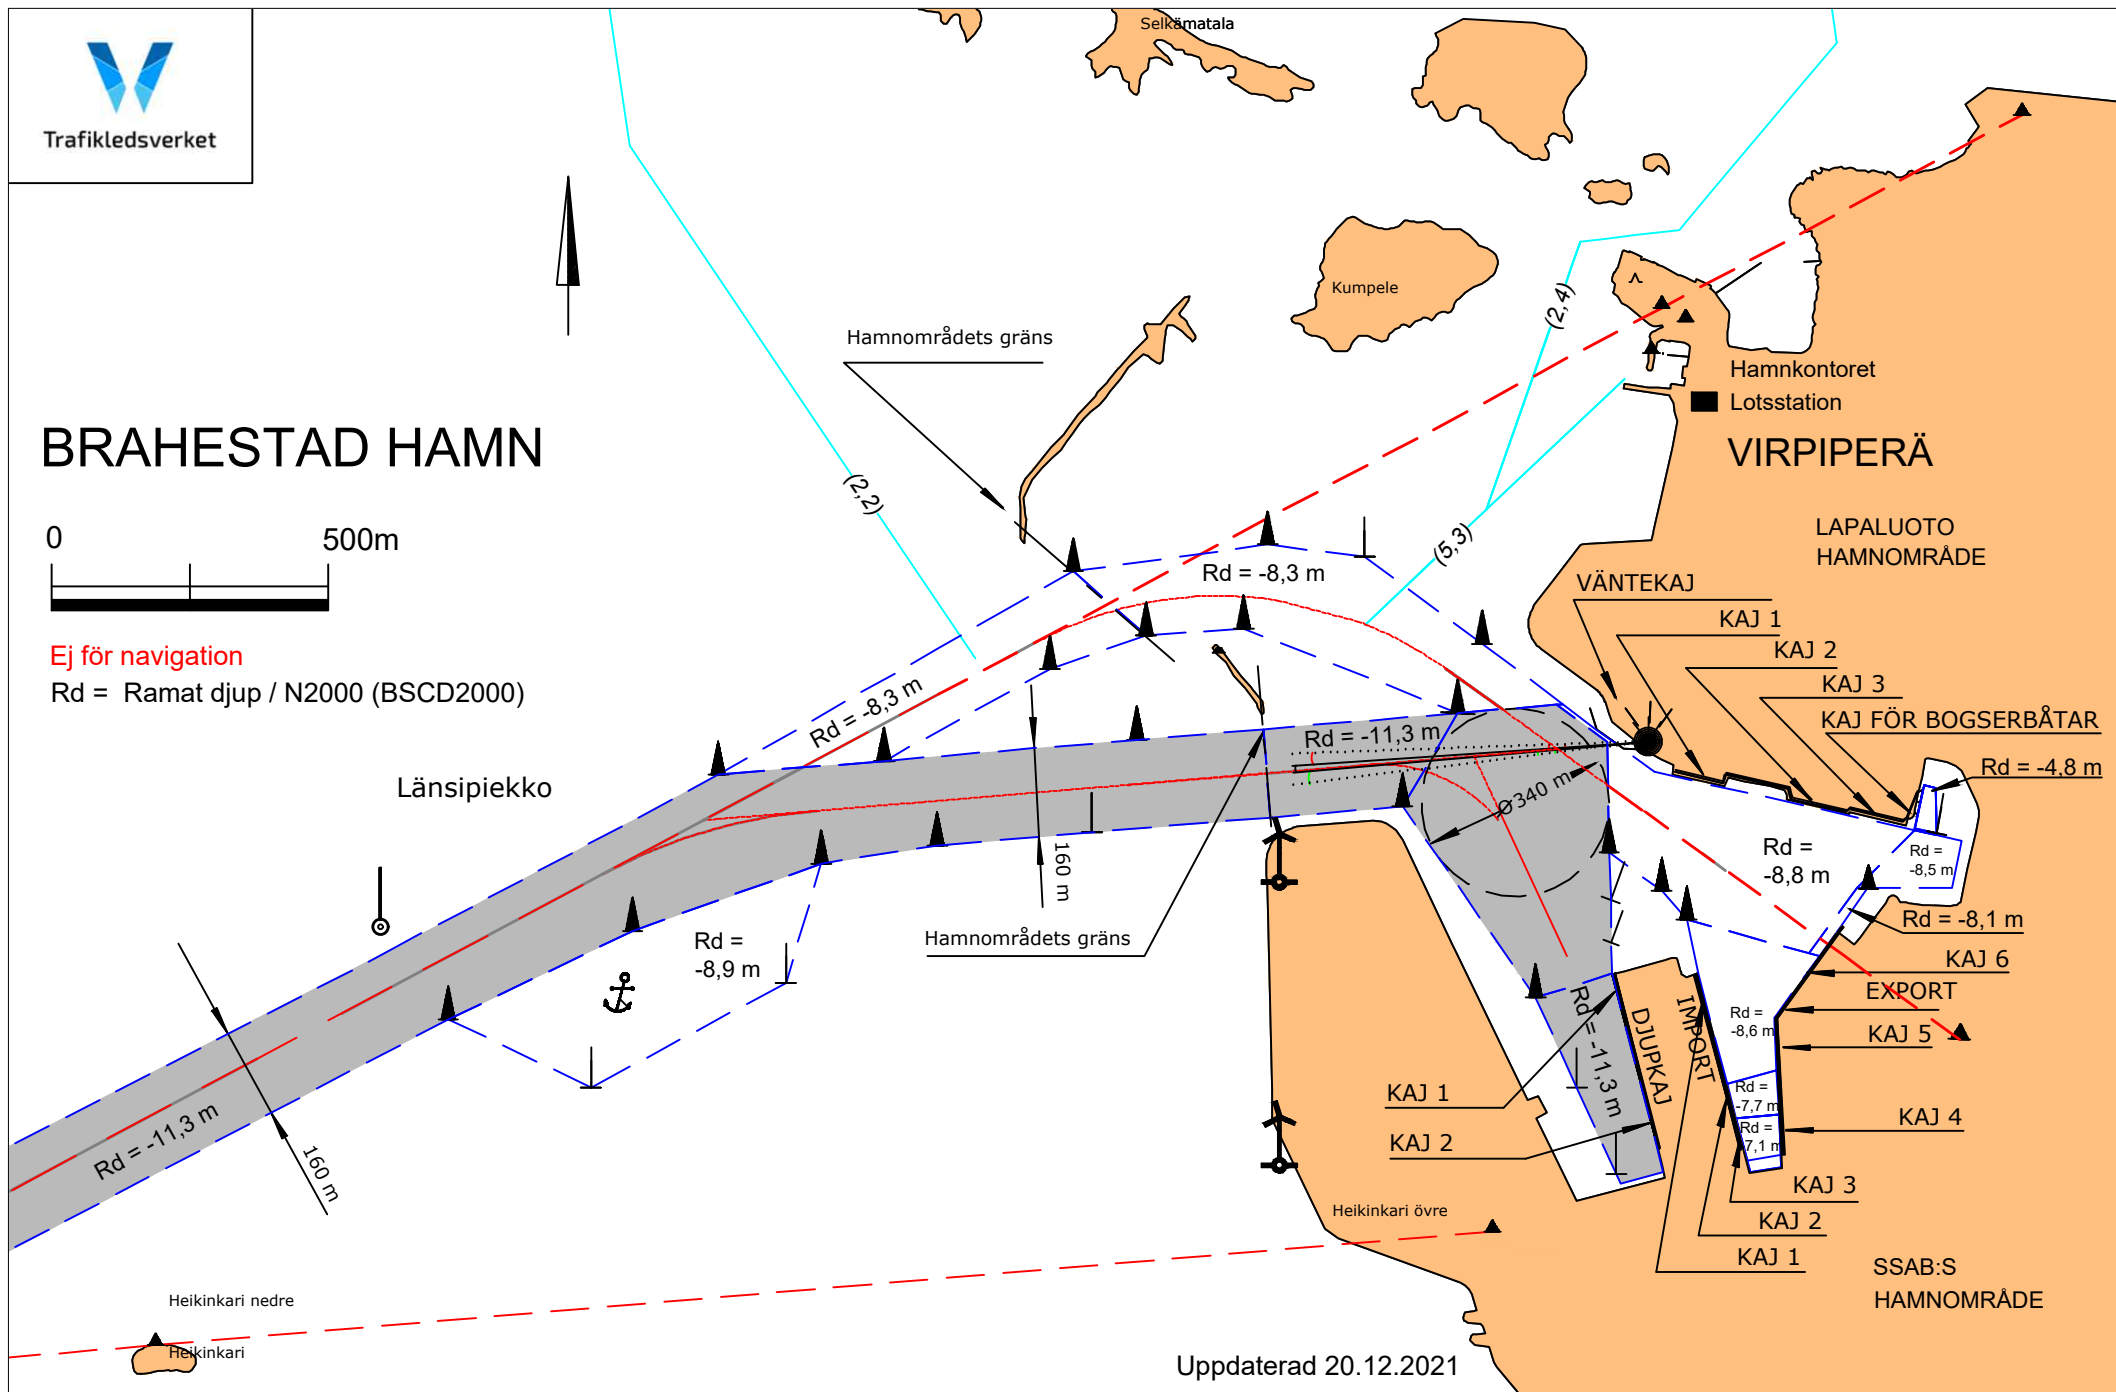 Trafikledsverket
Selkämatala
Kumpele
Hamnområdets gräns
(2,4)
Hamnkontoret
Lotsstation
BRAHESTAD HAMN
VIRPIPERÄ
(2,2)
(5,3)
0
500m
LAPALUOTO
HAMNOMRÅDE
Rd = -8,3 m
VÄNTEKAJ
KAJ 1
KAJ 2
KAJ 3
KAJ FÖR BOGSERBÅTAR
Ej för navigation
Rd = Ramat djup / N2000 (BSCD2000)
Rd = -8,3 m
Rd = -11,3 m
Rd = -4,8 m
Länsipiekko
Ø340 m
160 m
Rd =
-8,8 m
Rd =
-8,5 m
Rd =
-8,9 m
Hamnområdets gräns
Rd = -8,1 m
KAJ 6
EXPORT
KAJ 5
KAJ 4
Rd =
-8,6 m
Rd =
-7,7 m
Rd =
-7,1 m
Rd = -11,3 m
DJUPKAJ
IMPORT
KAJ 1
KAJ 2
Rd = -11,3 m
160 m
KAJ 3
KAJ 2
KAJ 1
Heikinkari övre
SSAB:S
HAMNOMRÅDE
Heikinkari nedre
Heikinkari
Uppdaterad 20.12.2021